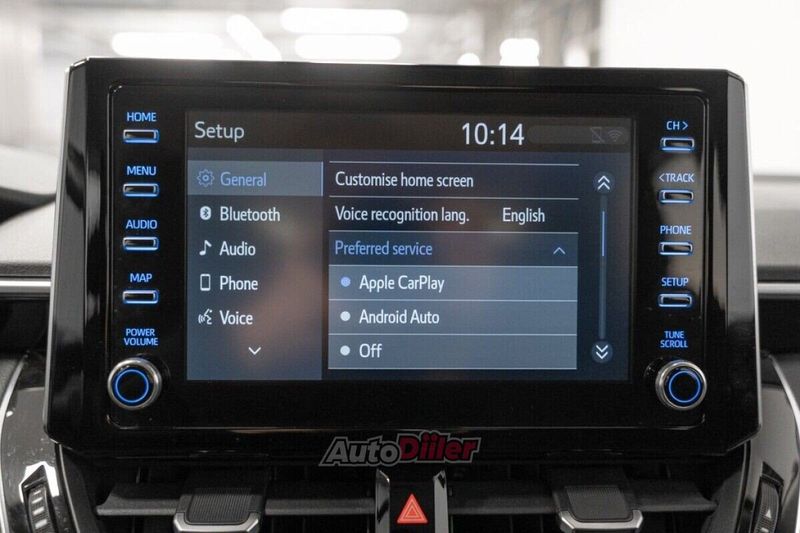 HOME
MENU
AUDIO
MAP
POWER
VOLUME
Setup 10:14
General
Bluetooth
Audio
Phone
Voice
Customise home screen
Voice recognition lang. English
Preferred service
Apple CarPlay
Android Auto
Off
CH >
< TRACK
PHONE
SETUP
TUNE
SCROLL
AutoDiiler